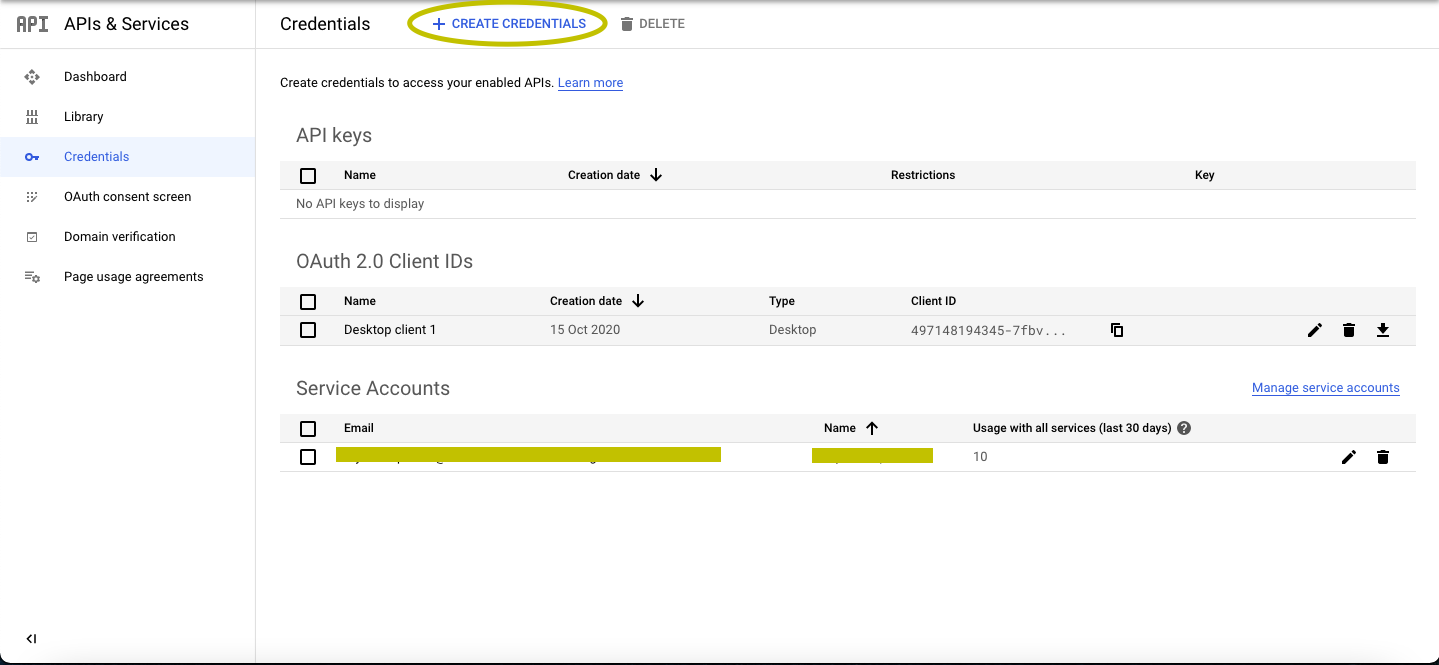 API APIs & Services
Credentials
+ CREATE CREDENTIALS
DELETE
Dashboard
Library
Credentials
OAuth consent screen
Domain verification
Page usage agreements
Create credentials to access your enabled APIs. Learn more
API keys
Name Creation date Restrictions Key
No API keys to display
OAuth 2.0 Client IDs
Name Creation date Type Client ID
Desktop client 1 15 Oct 2020 Desktop 497148194345-7fbv...
Service Accounts
Manage service accounts
Email Name Usage with all services (last 30 days) ?
10